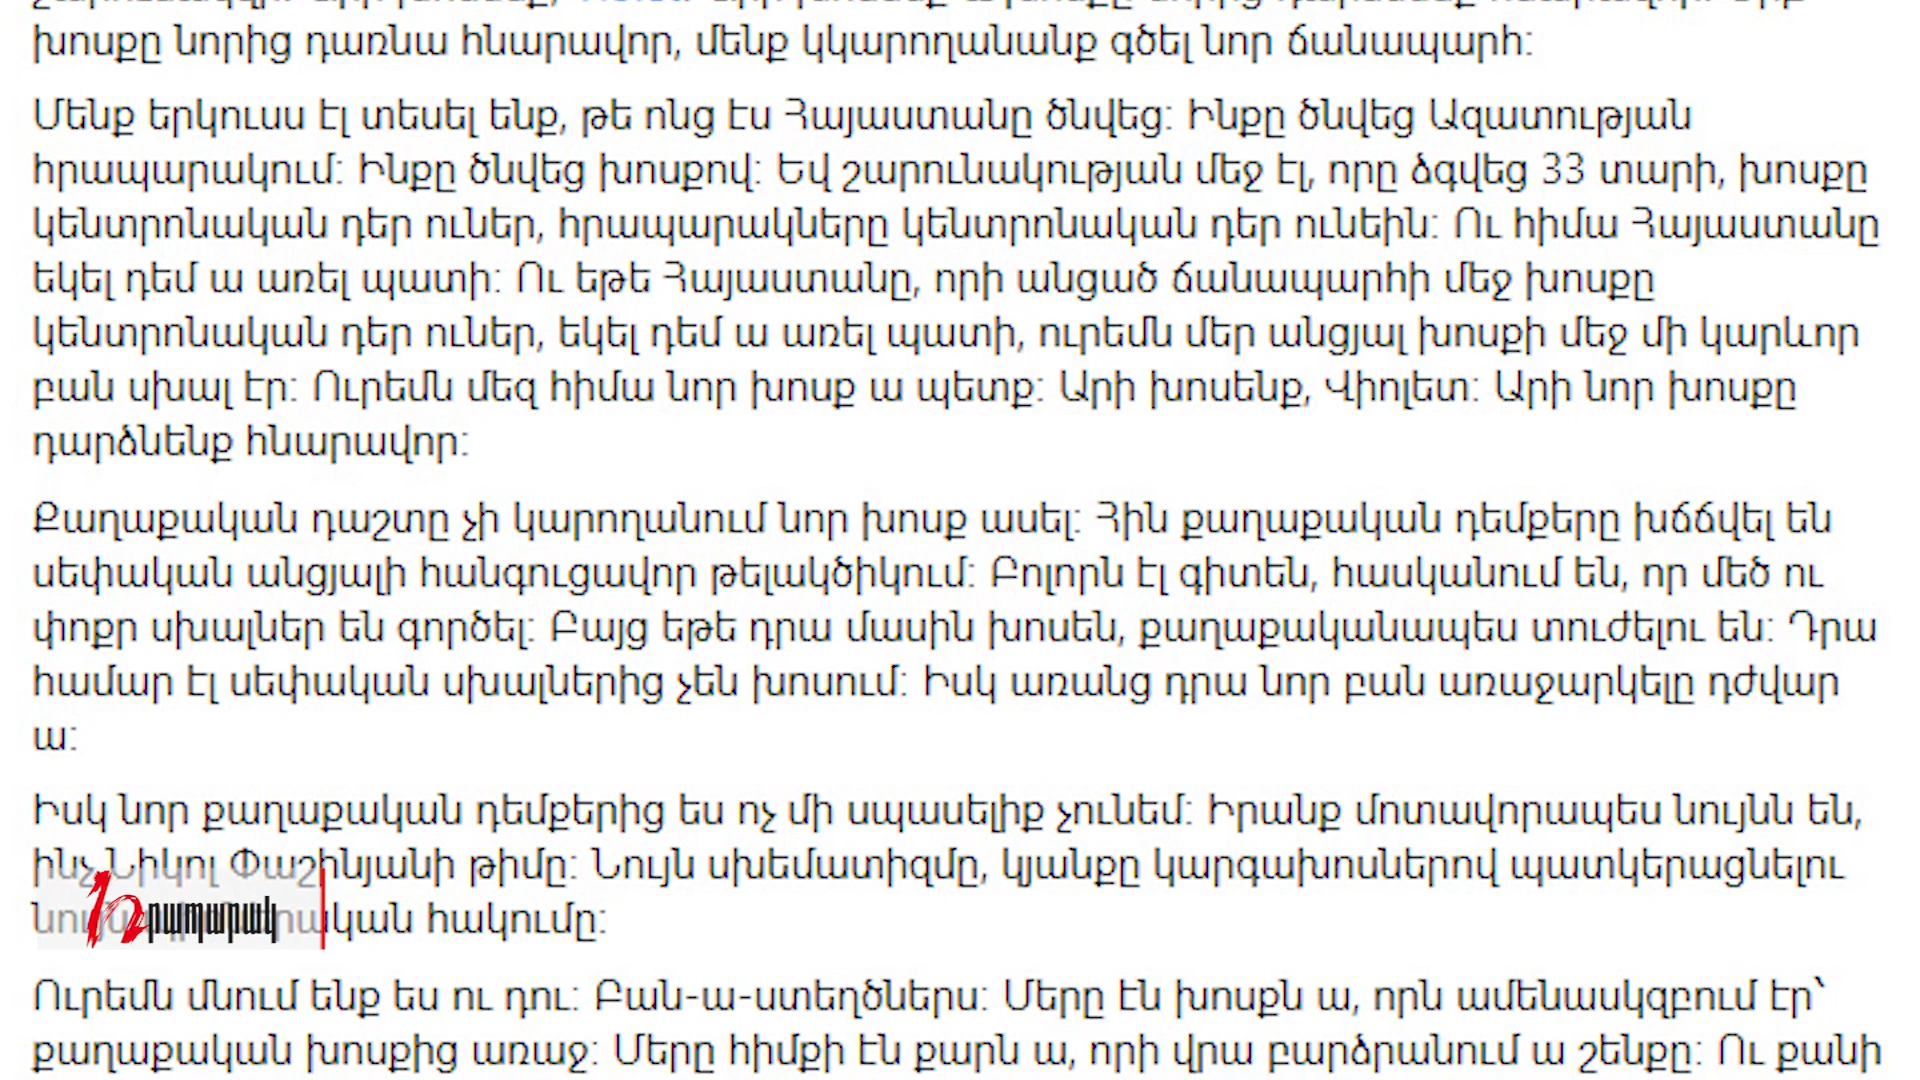 խոսքը նորից դառնա հնարավոր, մենք կկարողանանք գծել նոր ճանապարհ:
Մենք երկուսս էլ տեսել ենք, թե ոնց էս Հայաստանը ծնվեց: Ինքը ծնվեց Ազատության
հրապարակում: Ինքը ծնվեց խոսքով: Եվ շարունակության մեջ էլ, որը ձգվեց 33 տարի, խոսքը
կենտրոնական դեր ուներ, հրապարակները կենտրոնական դեր ունեին: Ու հիմա Հայաստանը
եկել դեմ ա առել պատի: Ու եթե Հայաստանը, որի անցած ճանապարհի մեջ խոսքը
կենտրոնական դեր ուներ, եկել դեմ ա առել պատի, ուրեմն մեր անցյալ խոսքի մեջ մի կարևոր
բան սխալ էր: Ուրեմն մեզ հիմա նոր խոսք ա պետք: Արի խոսենք, Վիոլետ: Արի նոր խոսքը
դարձնենք հնարավոր:
Քաղաքական դաշտը չի կարողանում նոր խոսք ասել: Հին քաղաքական դեմքերը խճճվել են
սեփական անցյալի հանգուցավոր թելակծիկում: Բոլորն էլ գիտեն, հասկանում են, որ մեծ ու
փոքր սխալներ են գործել: Բայց եթե դրա մասին խոսեն, քաղաքականապես տուժելու են: Դրա
համար էլ սեփական սխալներից չեն խոսում: Իսկ առանց դրա նոր բան առաջարկելը դժվար
ա:
Իսկ նոր քաղաքական դեմքերից ես ոչ մի սպասելիք չունեմ: Իրանք մոտավորապես նույնն են,
ինչ Նիկոլ Փաշինյանի թիմը: Նույն սխեմատիզմը, կյանքը կարգախոսներով պատկերացնելու
հակումը:
Հրապարակ
Ուրեմն մնում ենք ես ու դու: Բան-ա-ստեղծներս: Մերը էն խոսքն ա, որն ամենասկզբում էր՝
քաղաքական խոսքից առաջ: Մերը հիմքի էն քարն ա, որի վրա բարձրանում ա շենքը: Ու քանի